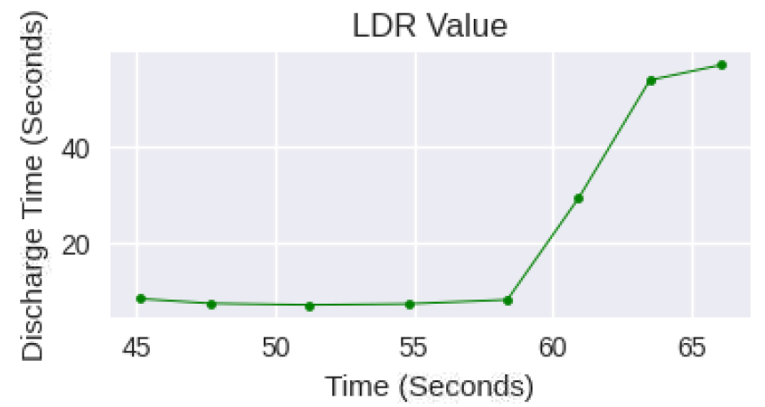 LDR Value
Discharge Time (Seconds)
40
20
45 50 55 60 65
Time (Seconds)